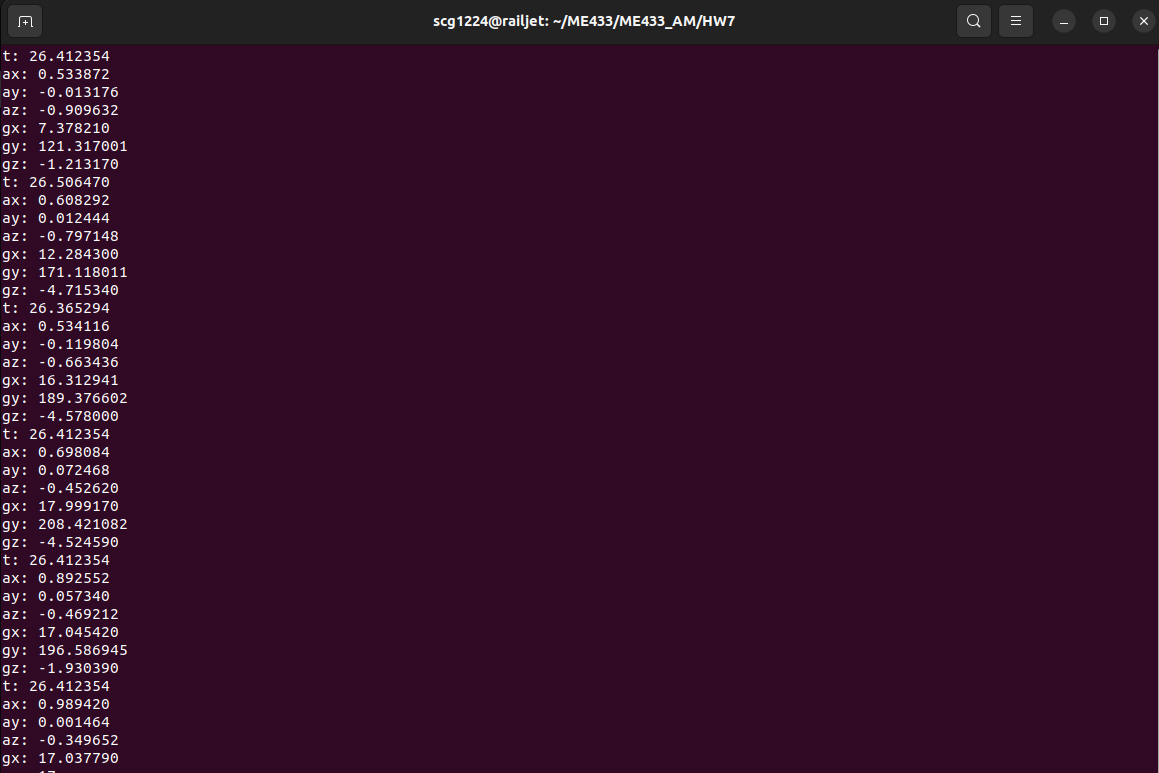 scg1224@railjet: ~/ME433/ME433_AM/HW7
t: 26.412354
ax: 0.533872
ay: -0.013176
az: -0.909632
gx: 7.378210
gy: 121.317001
gz: -1.213170
t: 26.506470
ax: 0.608292
ay: 0.012444
az: -0.797148
gx: 12.284300
gy: 171.118011
gz: -4.715340
t: 26.365294
ax: 0.534116
ay: -0.119804
az: -0.663436
gx: 16.312941
gy: 189.376602
gz: -4.578000
t: 26.412354
ax: 0.698084
ay: 0.072468
az: -0.452620
gx: 17.999170
gy: 208.421082
gz: -4.524590
t: 26.412354
ax: 0.892552
ay: 0.057340
az: -0.469212
gx: 17.045420
gy: 196.586945
gz: -1.930390
t: 26.412354
ax: 0.989420
ay: 0.001464
az: -0.349652
gx: 17.037790